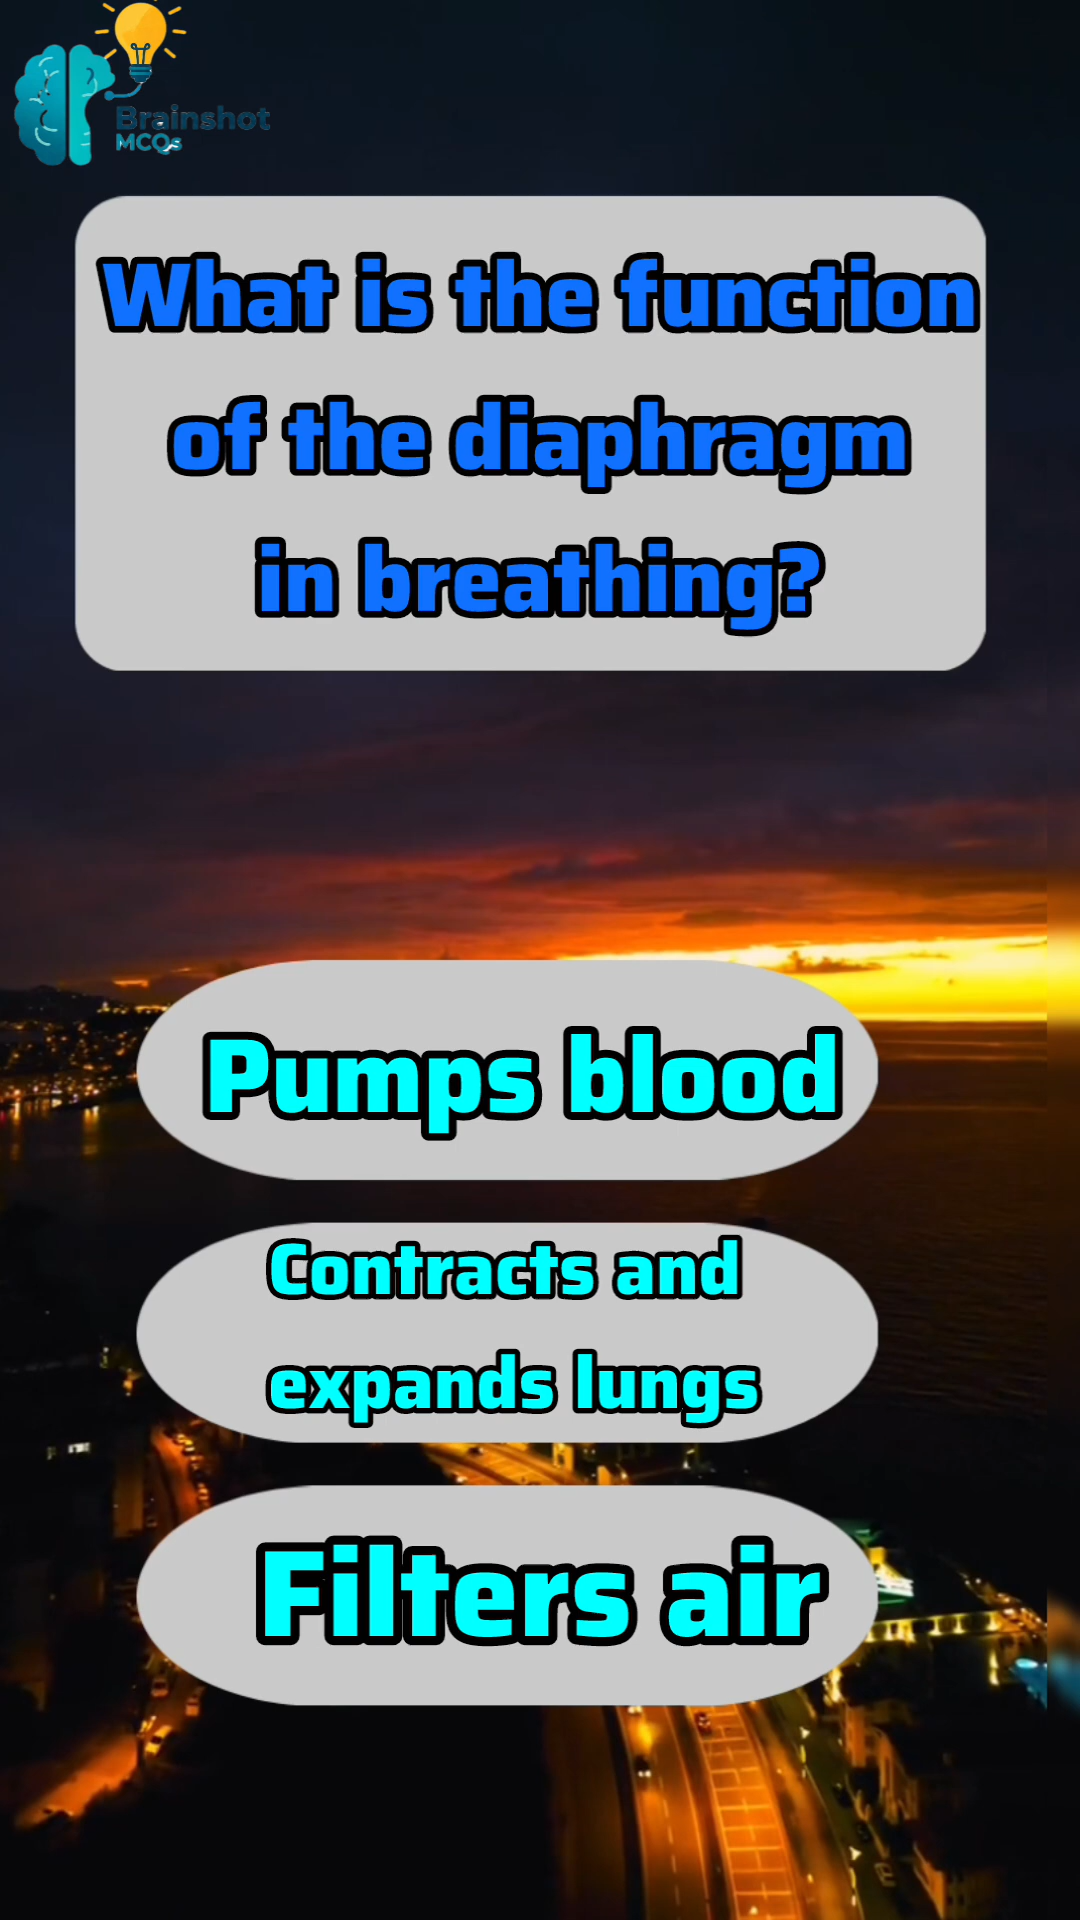 Brainshot
MCQs
What is the function
of the diaphragm
in breathing?
Pumps blood
Contracts and
expands lungs
Filters air